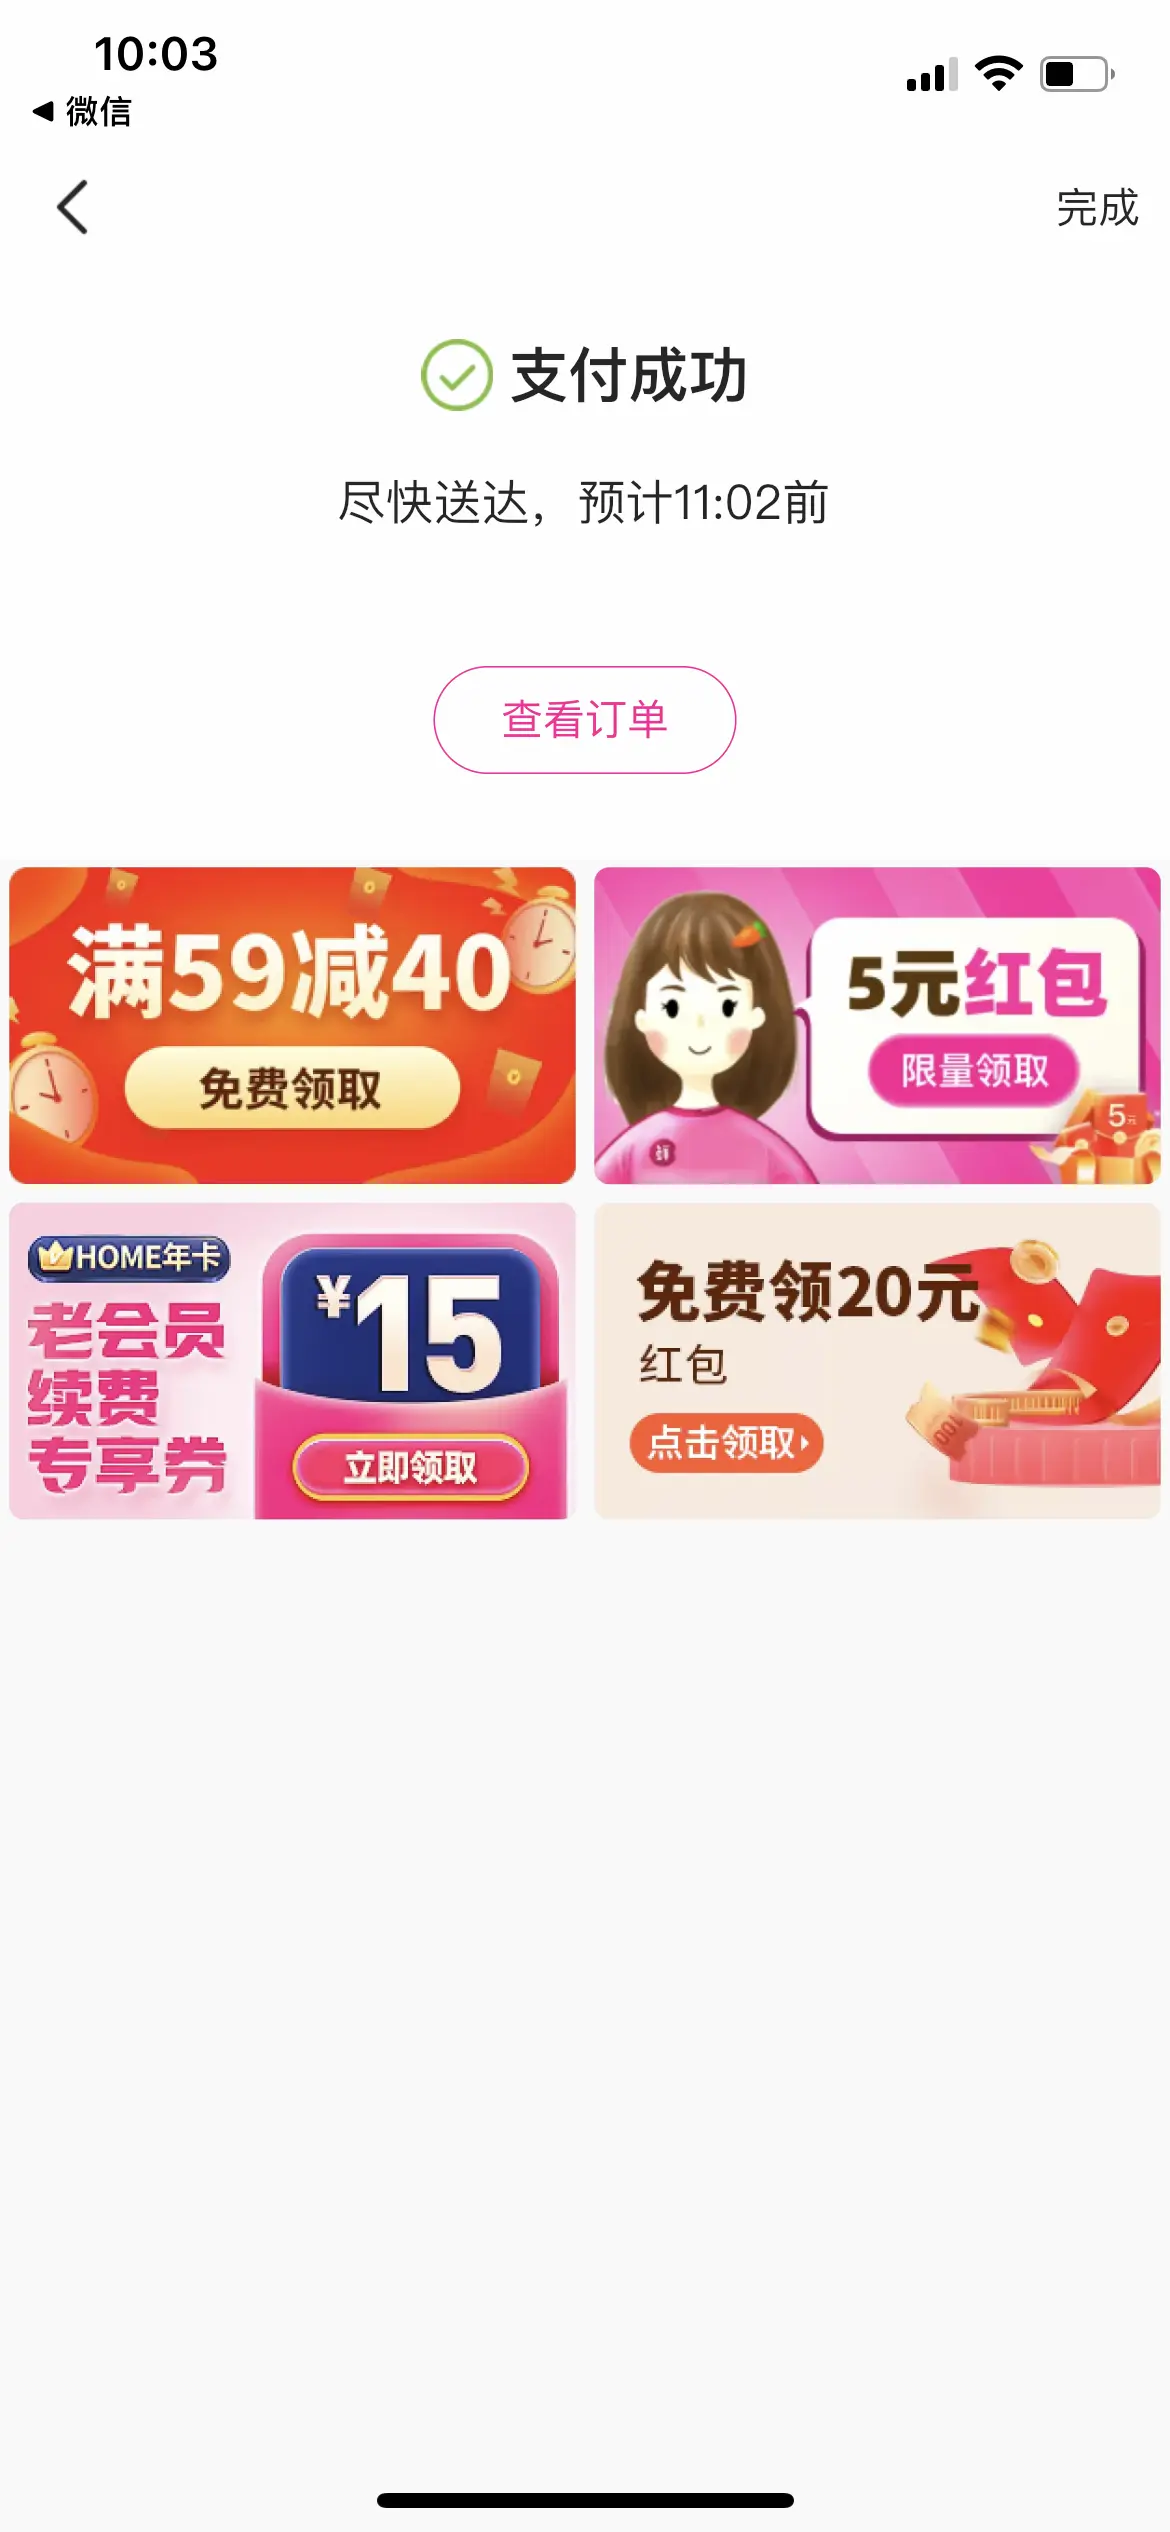 10:03
微信
完成
支付成功
尽快送达，预计11:02前
查看订单
满59减40
免费领取
5元红包
限量领取
5元
HOME年卡
老会员
续费
专享券
¥15
立即领取
免费领20元
红包
点击领取
100